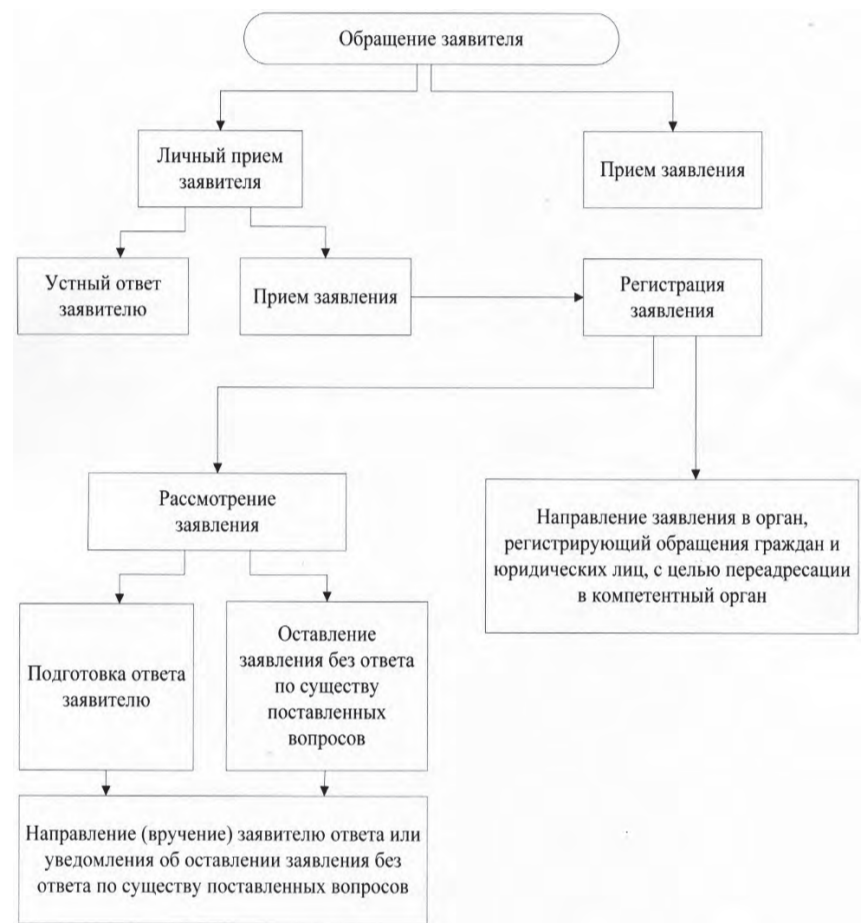 Обращение заявителя
Личный прием
заявителя
Прием заявления
Устный ответ
заявителю
Прием заявления
Регистрация
заявления
Рассмотрение
заявления
Направление заявления в орган,
регистрирующий обращения граждан и
юридических лиц, с целью переадресации
в компетентный орган
Подготовка ответа
заявителю
Оставление
заявления без ответа
по существу
поставленных
вопросов
Направление (вручение) заявителю ответа или
уведомления об оставлении заявления без
ответа по существу поставленных вопросов